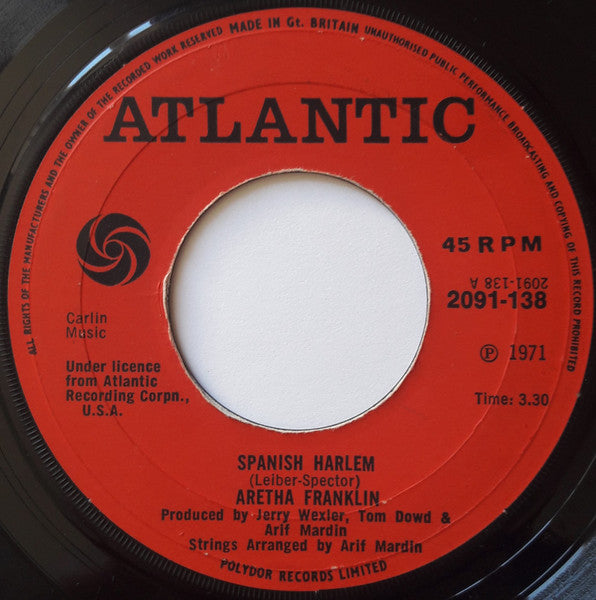 ALL RIGHTS OF THE MANUFACTURERS AND THE OWNER OF THE RECORDED WORK RESERVED MADE IN Gt. BRITAIN UNAUTHORISED PUBLIC PERFORMANCE BROADCASTING AND COPYING OF THIS RECORD PROHIBITED
ATLANTIC
45 RPM
2091-138 A
2091-138
Ⓟ 1971
Time: 3.30
Carlin
Music
Under licence
from Atlantic
Recording Corpn.,
U.S.A.
SPANISH HARLEM
(Leiber-Spector)
ARETHA FRANKLIN
Produced by Jerry Wexler, Tom Dowd &
Arif Mardin
Strings Arranged by Arif Mardin
POLYDOR RECORDS LIMITED